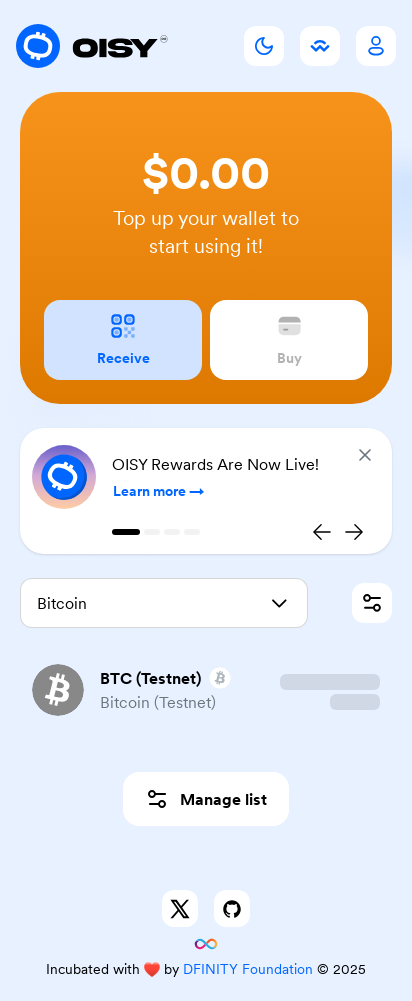 OISY
$0.00
Top up your wallet to
start using it!
Receive
Buy
OISY Rewards Are Now Live!
Learn more
Bitcoin
BTC (Testnet)
Bitcoin (Testnet)
Manage list
Incubated with ❤️ by DFINITY Foundation © 2025